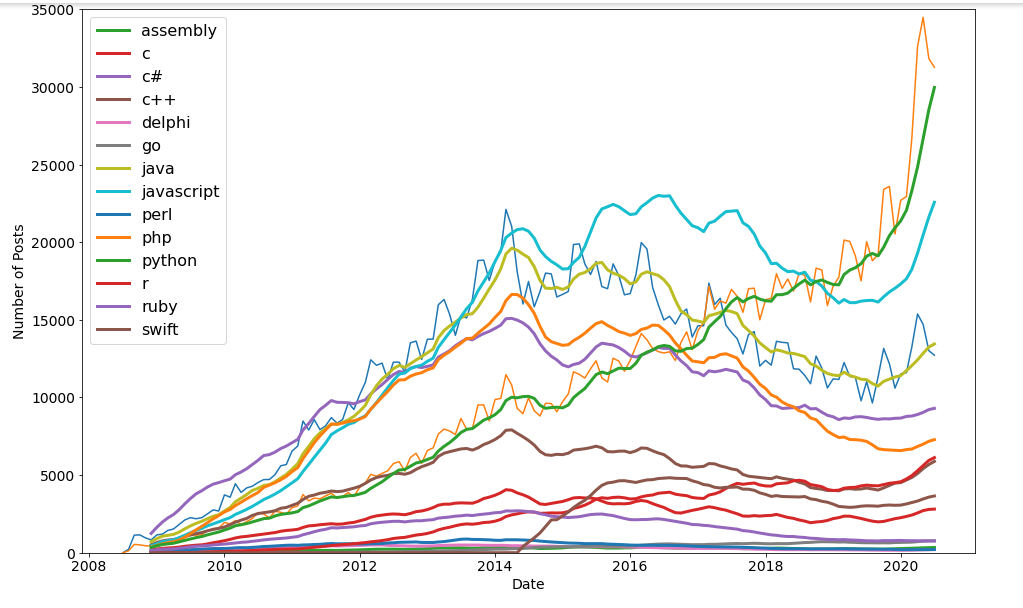 35000
30000
25000
20000
15000
10000
5000
0
Number of Posts
assembly
c
c#
c++
delphi
go
java
javascript
perl
php
python
r
ruby
swift
2008
2010
2012
2014
2016
2018
2020
Date